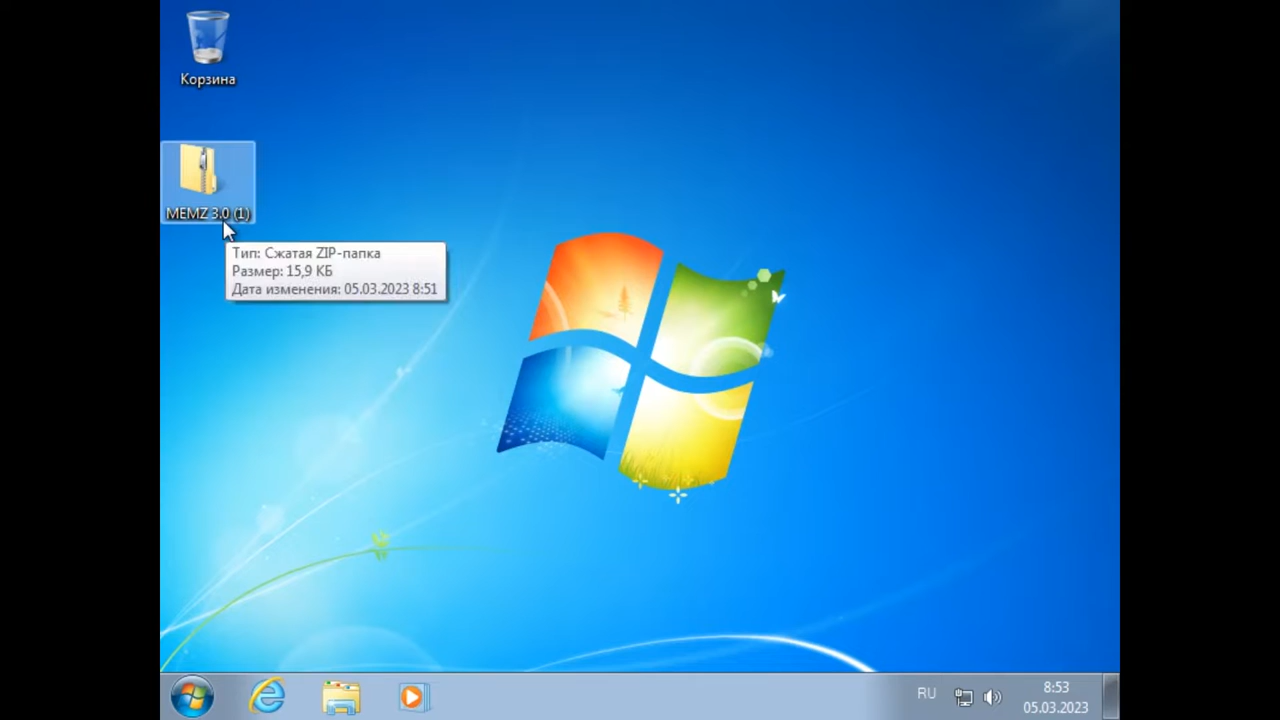 Корзина
MEMZ 3.0 (1)
Тип: Сжатая ZIP-папка
Размер: 15,9 КБ
Дата изменения: 05.03.2023 8:51
RU
8:53
05.03.2023